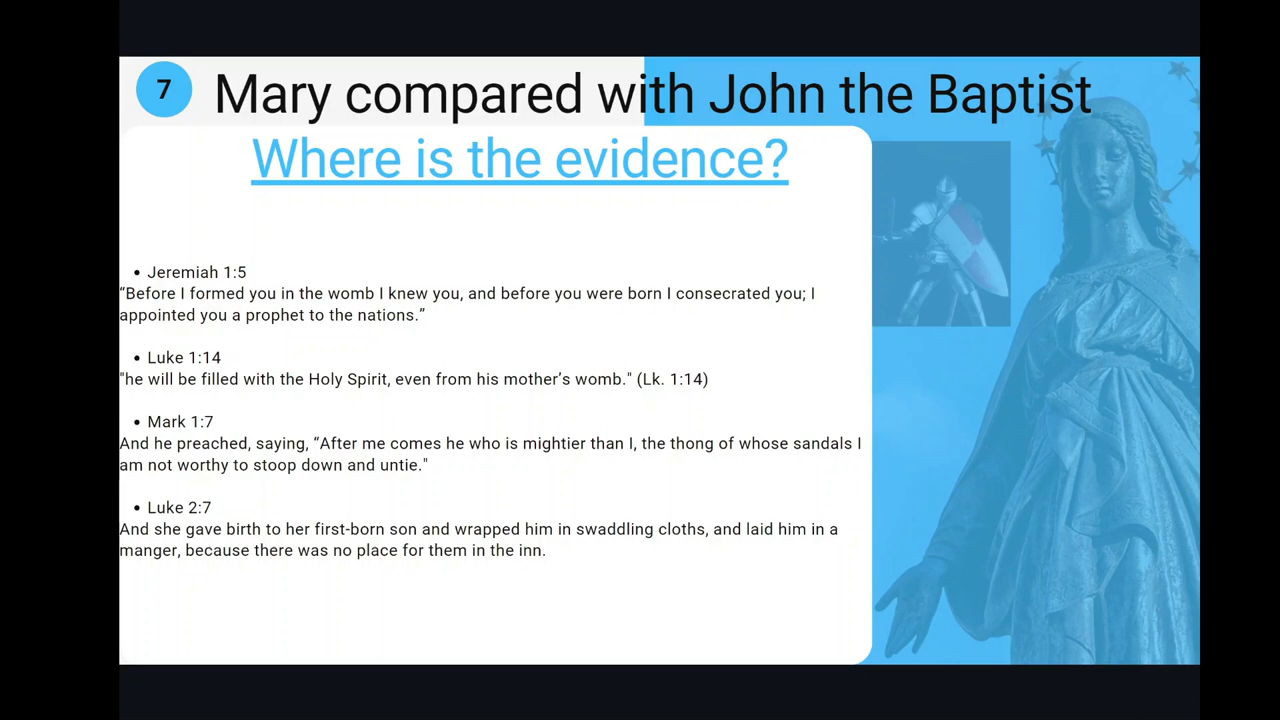 7
Mary compared with John the Baptist
Where is the evidence?
• Jeremiah 1:5
“Before I formed you in the womb I knew you, and before you were born I consecrated you; I
appointed you a prophet to the nations.”
• Luke 1:14
"he will be filled with the Holy Spirit, even from his mother’s womb." (Lk. 1:14)
• Mark 1:7
And he preached, saying, “After me comes he who is mightier than I, the thong of whose sandals I
am not worthy to stoop down and untie."
• Luke 2:7
And she gave birth to her first-born son and wrapped him in swaddling cloths, and laid him in a
manger, because there was no place for them in the inn.